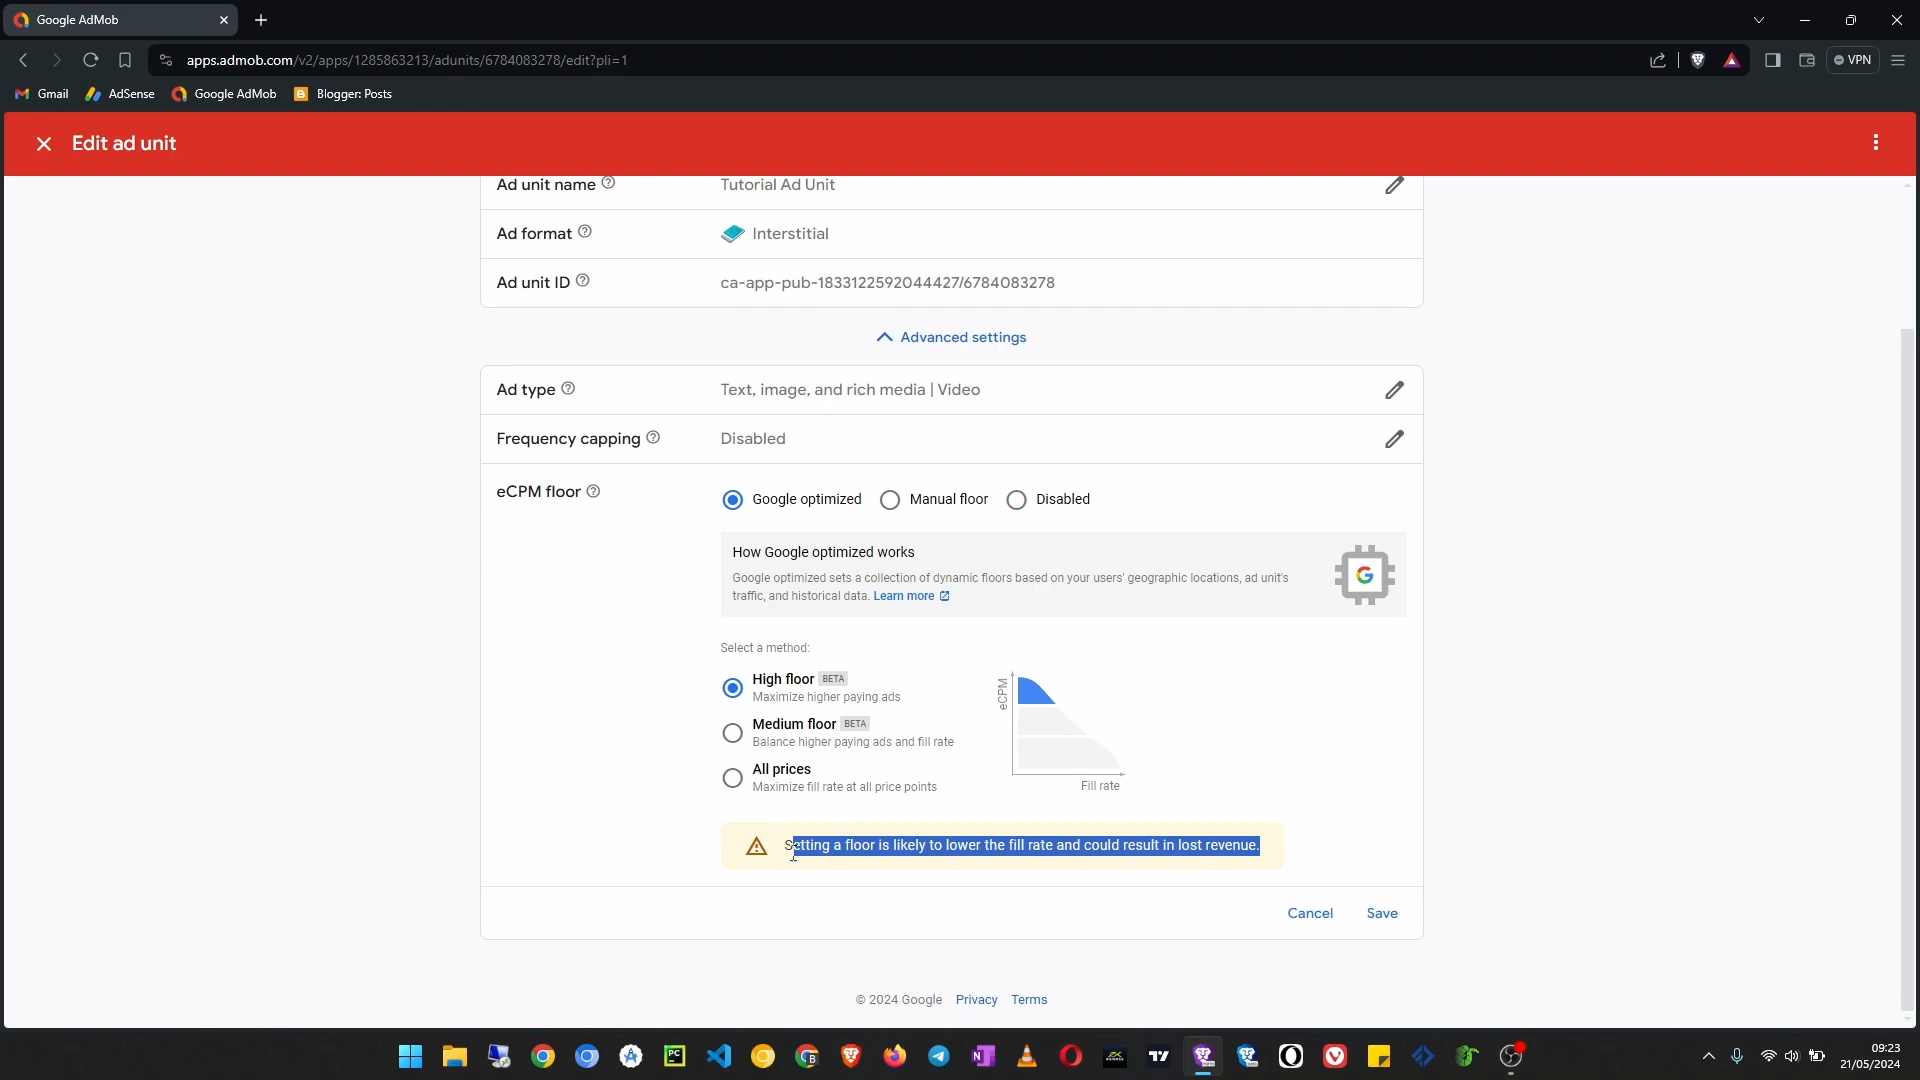 Google AdMob
apps.admob.com/v2/apps/1285863213/adunits/6784083278/edit?pli=1
VPN
Gmail
AdSense
Google AdMob
Blogger: Posts
Edit ad unit
Ad unit name
Tutorial Ad Unit
Ad format
Interstitial
Ad unit ID
ca-app-pub-1833122592044427/6784083278
Advanced settings
Ad type
Text, image, and rich media | Video
Frequency capping
Disabled
eCPM floor
Google optimized
Manual floor
Disabled
How Google optimized works
Google optimized sets a collection of dynamic floors based on your users' geographic locations, ad unit's
traffic, and historical data. Learn more
Select a method:
High floor BETA
Maximize higher paying ads
Medium floor BETA
Balance higher paying ads and fill rate
All prices
Maximize fill rate at all price points
eCPM
Fill rate
Setting a floor is likely to lower the fill rate and could result in lost revenue.
Cancel
Save
© 2024 Google
Privacy
Terms
09:23
21/05/2024